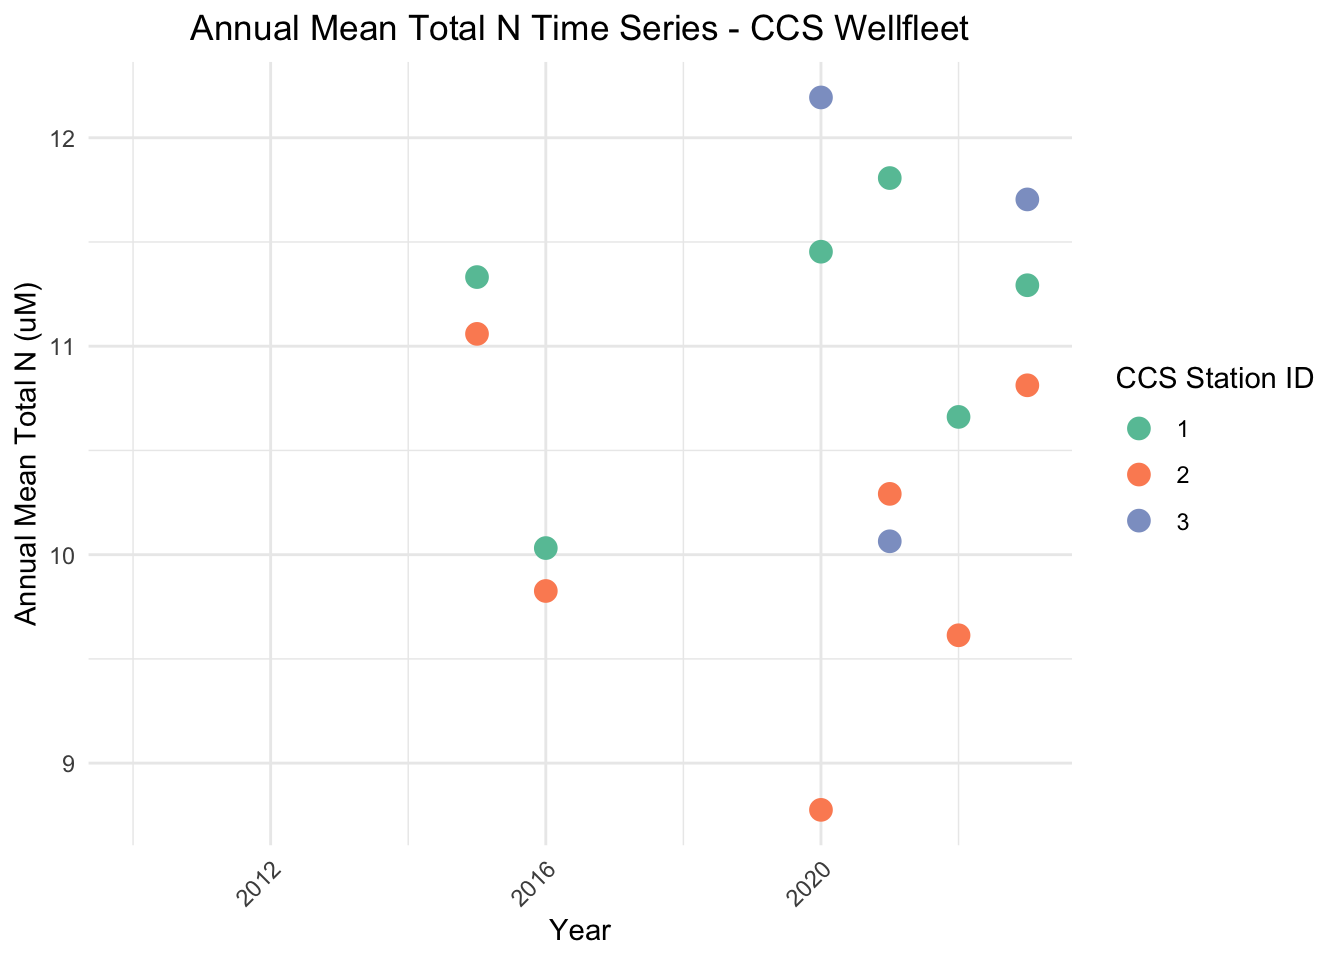 Annual Mean Total N Time Series - CCS Wellfleet
Annual Mean Total N (uM)
12
11
10
9
2012
2016
2020
Year
CCS Station ID
1
2
3